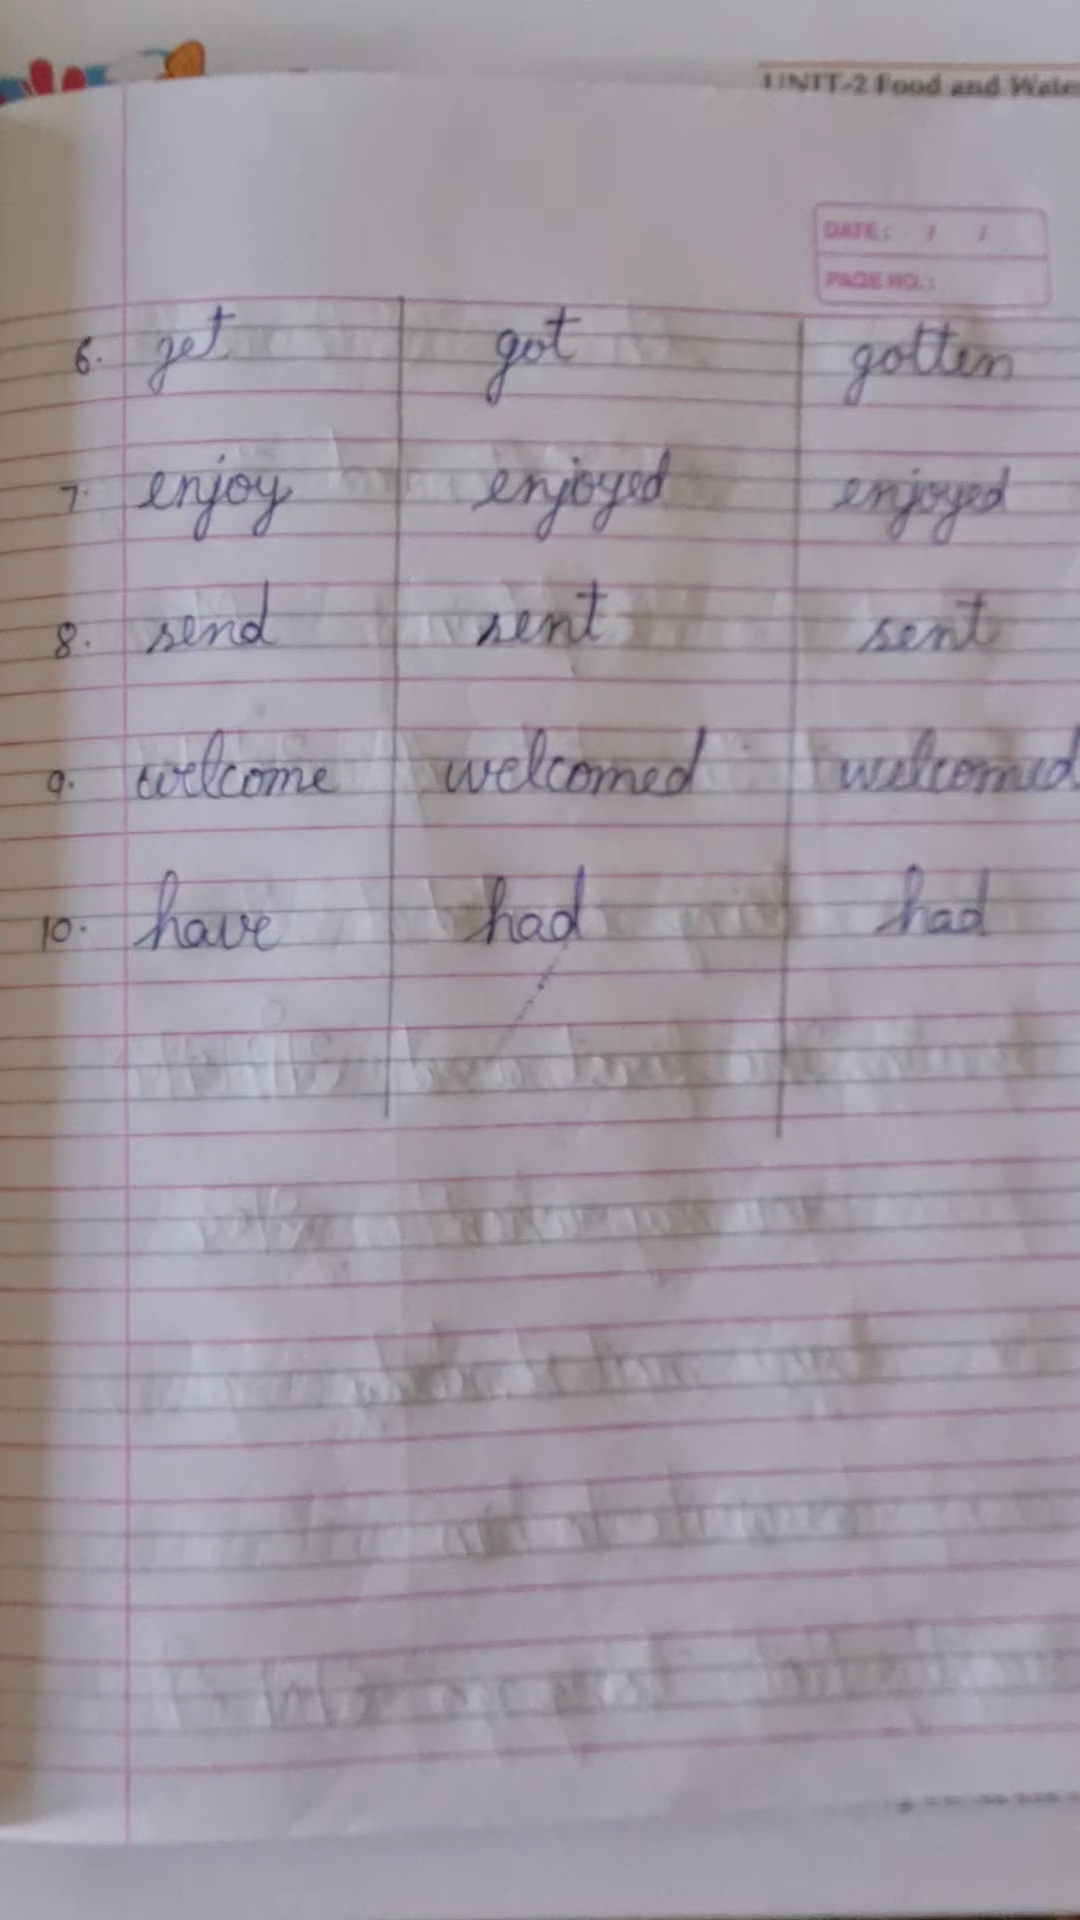 UNIT-2 Food and Water
DATE: / /
PAGE NO.:
6. get got gotten
7. enjoy enjoyed enjoyed
8. send sent sent
9. welcome welcomed welcomed
10. have had had